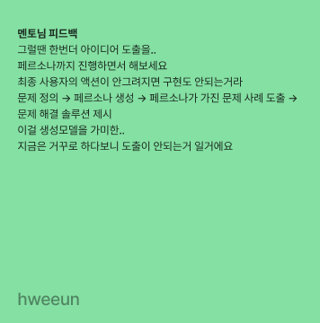 멘토님 피드백
그럴땐 한번더 아이디어 도출을..
페르소나까지 진행하면서 해보세요
최종 사용자의 액션이 안그려지면 구현도 안되는거라
문제 정의 → 페르소나 생성 → 페르소나가 가진 문제 사례 도출 →
문제 해결 솔루션 제시
이걸 생성모델을 가미한..
지금은 거꾸로 하다보니 도출이 안되는거 일거에요
hweeun